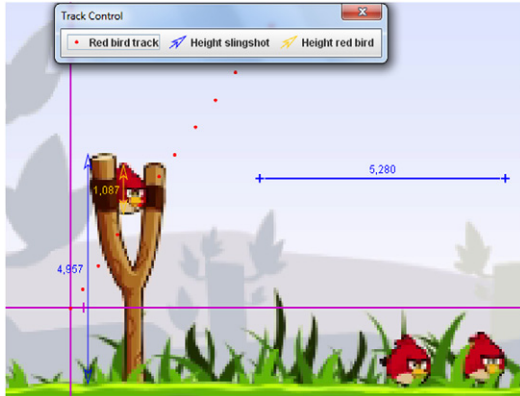 Track Control
Red bird track Height slingshot Height red bird
5,280
1,087
4,957